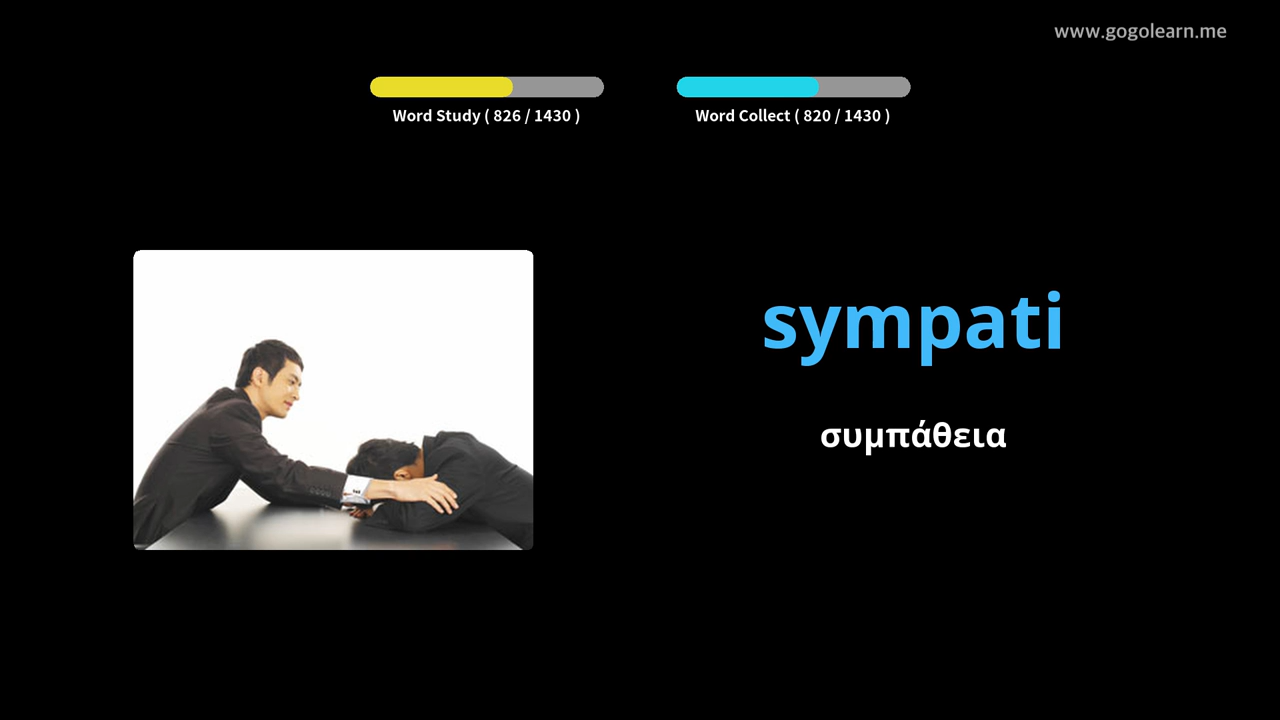 www.gogolearn.me
Word Study ( 826 / 1430 )
Word Collect ( 820 / 1430 )
sympati
συμπάθεια